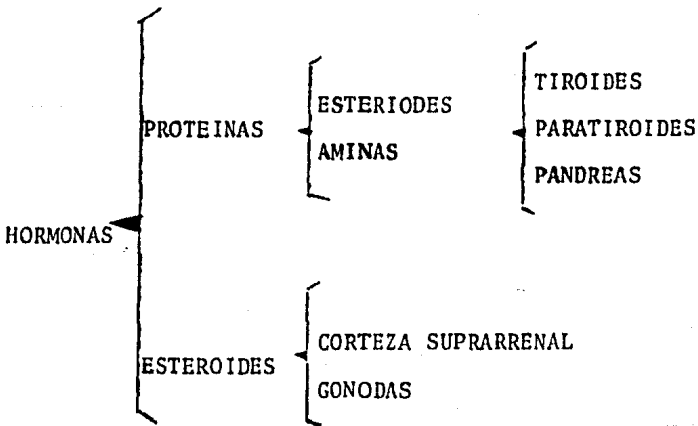 TIROIDES
ESTERIODES
PROTEINAS
PARATIROIDES
AMINAS
PANDREAS
HORMONAS
CORTEZA SUPRARRENAL
ESTEROIDES
GONODAS